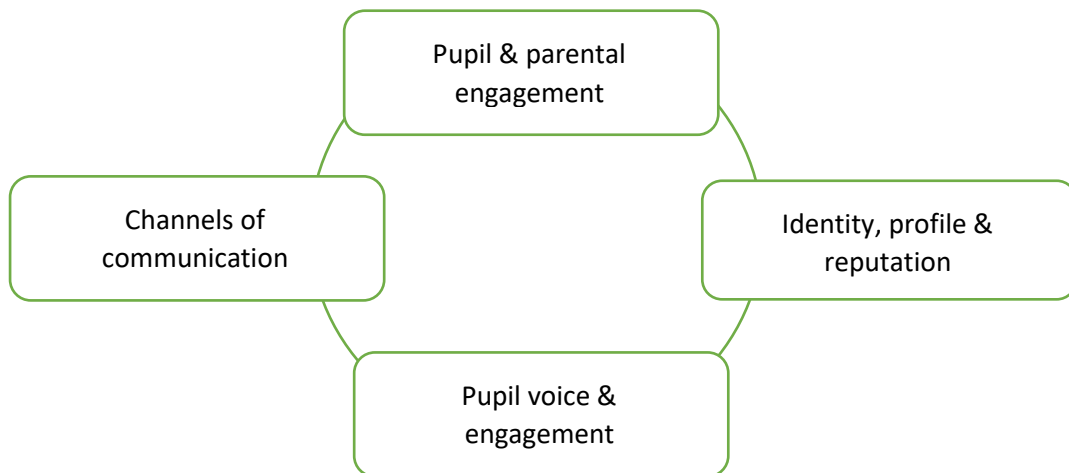 Pupil & parental
engagement
Channels of
communication
Identity, profile &
reputation
Pupil voice &
engagement